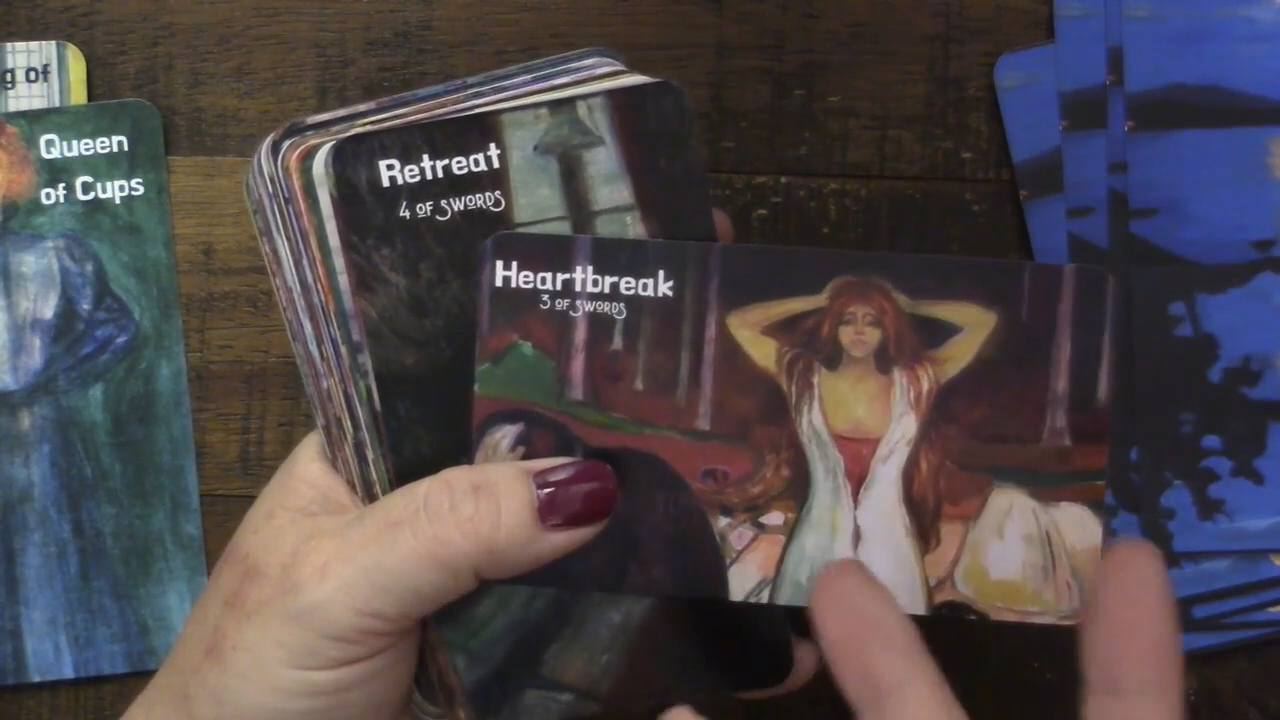 g of
Queen
of Cups
Retreat
4 OF SWORDS
Heartbreak
3 OF SWORDS